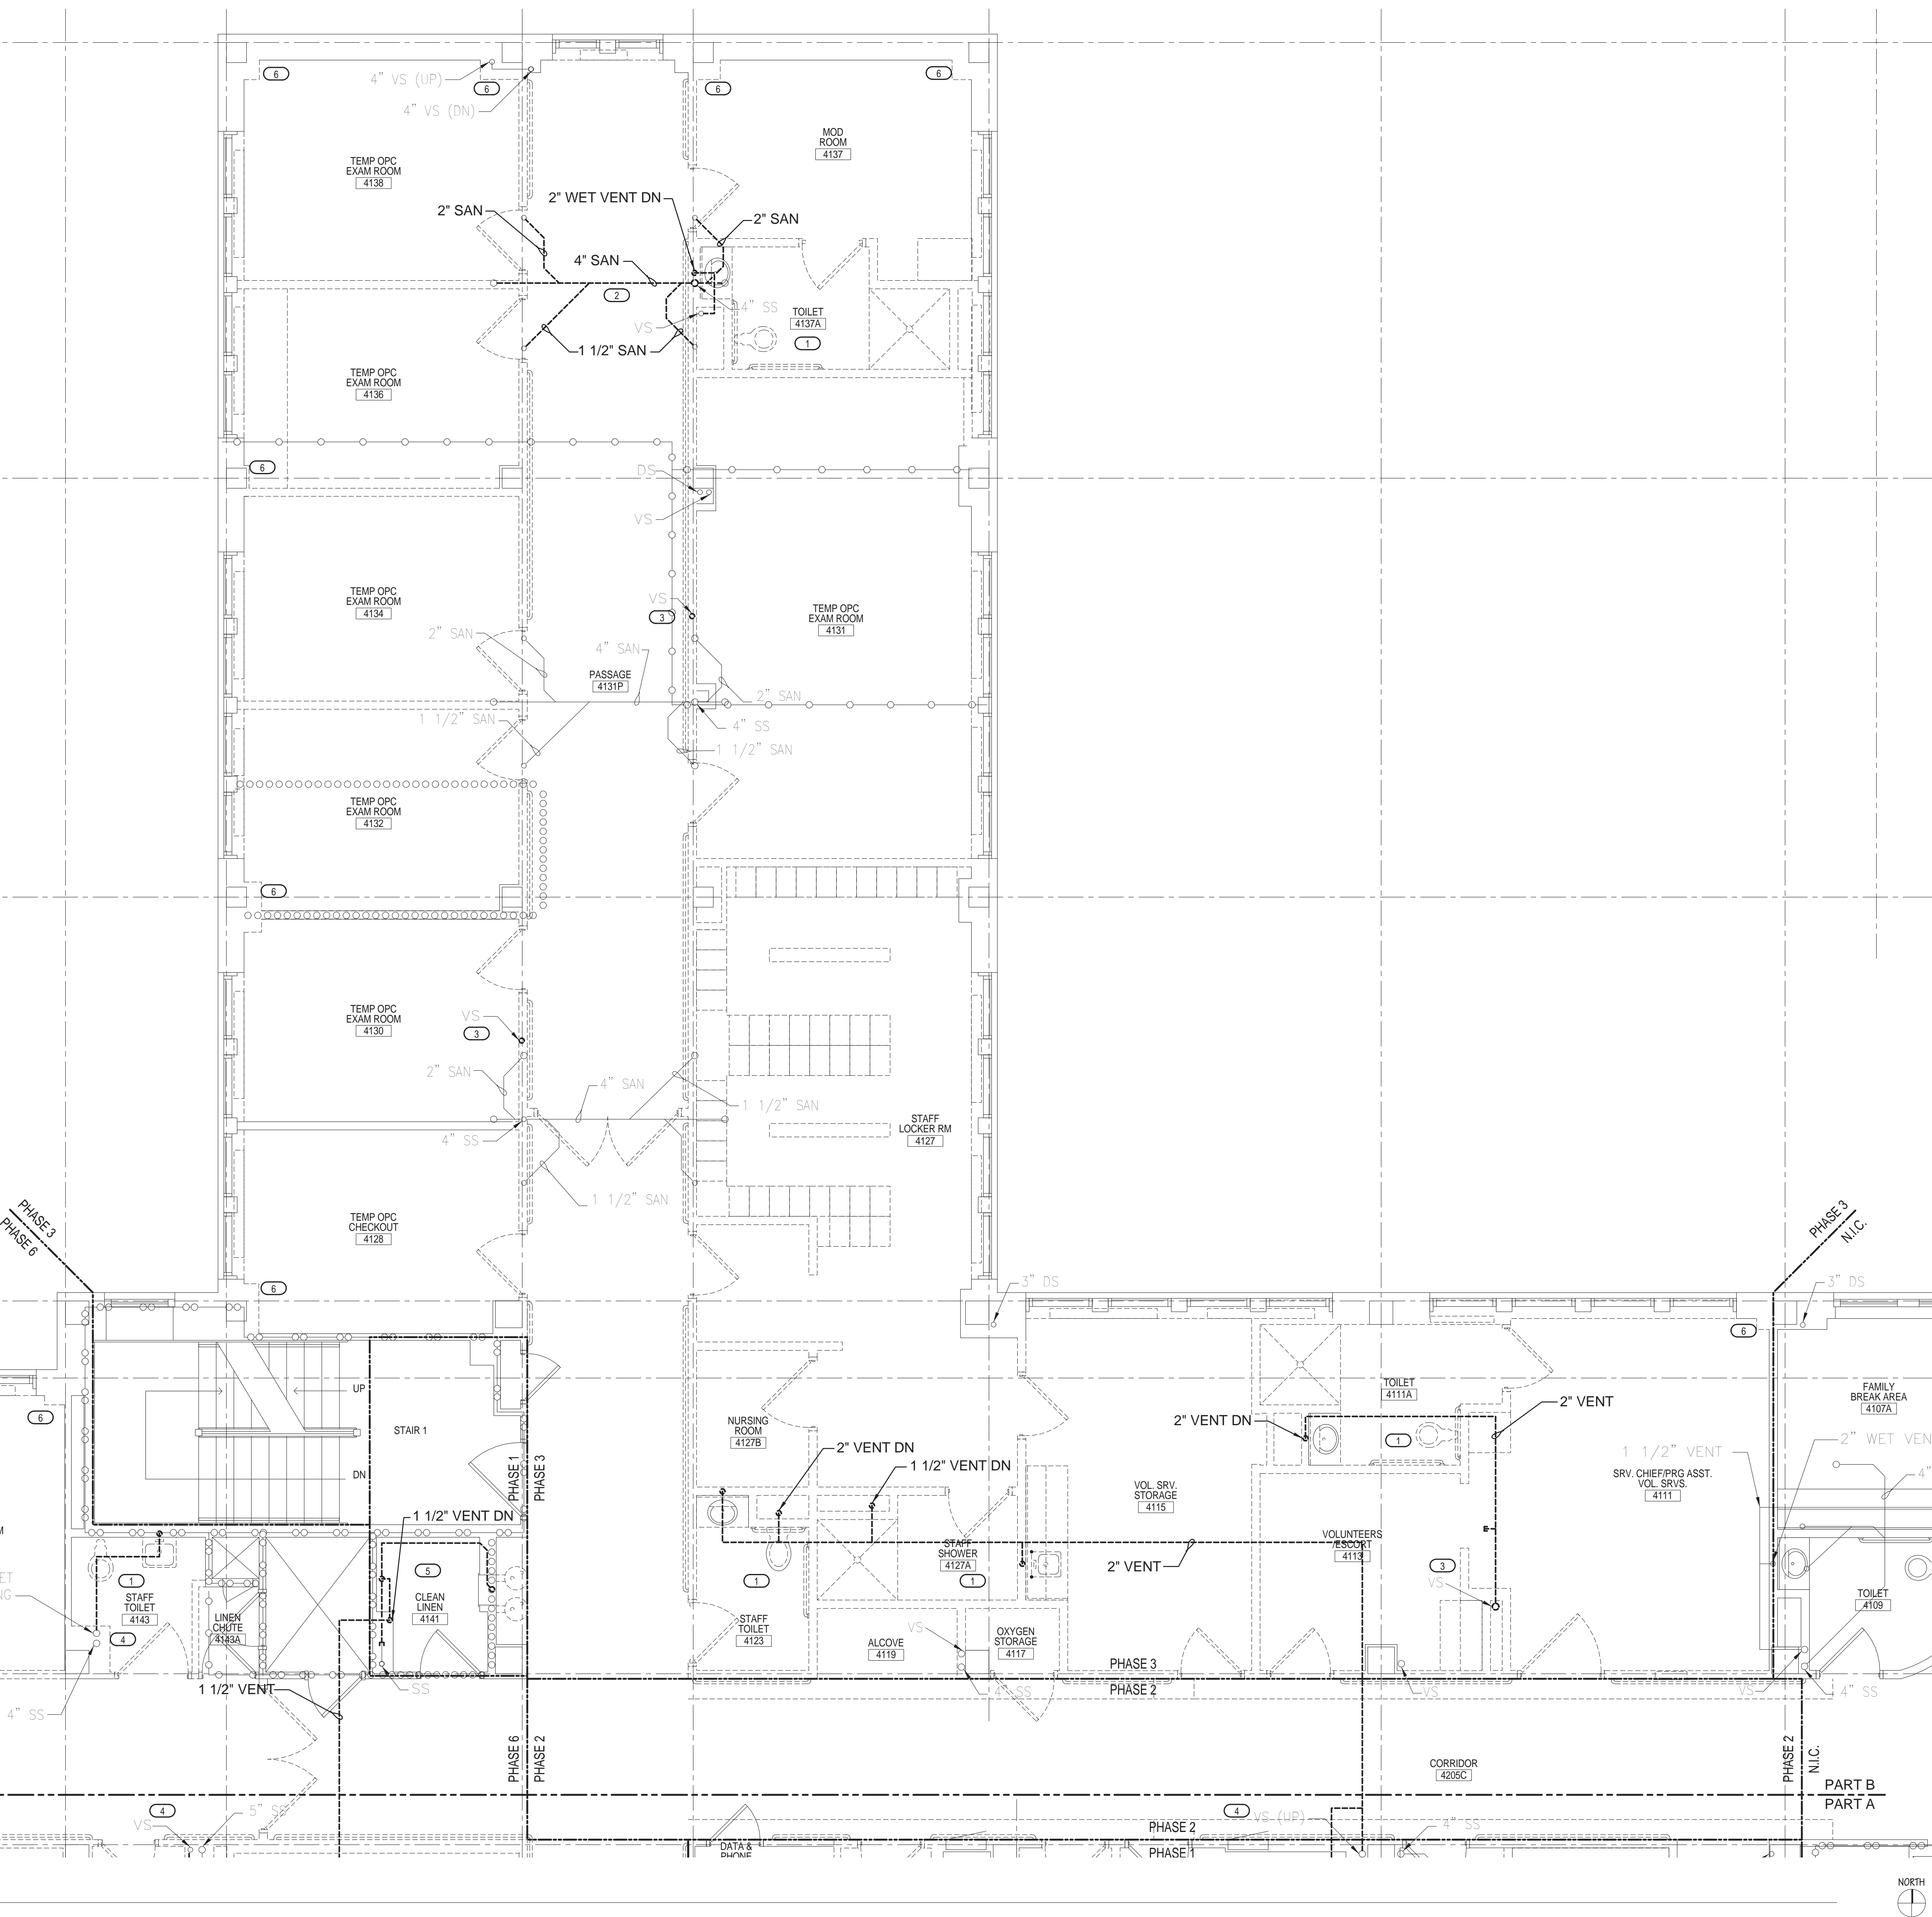 6
4" VS (UP)
6
4" VS (DN)
6
6
MOD
ROOM
4137
TEMP OPC
EXAM ROOM
4138
2" WET VENT DN
2" SAN
2" SAN
4" SAN
2
4" SS
VS
TOILET
4137A
1
1 1/2" SAN
TEMP OPC
EXAM ROOM
4136
6
DS
VS
TEMP OPC
EXAM ROOM
4134
VS
3
TEMP OPC
EXAM ROOM
4131
2" SAN
4" SAN
PASSAGE
4131P
2" SAN
1 1/2" SAN
4" SS
1 1/2" SAN
TEMP OPC
EXAM ROOM
4132
6
TEMP OPC
EXAM ROOM
4130
VS
3
2" SAN
4" SAN
1 1/2" SAN
4" SS
STAFF
LOCKER RM
4127
1 1/2" SAN
TEMP OPC
CHECKOUT
4128
PHASE 3
PHASE 6
PHASE 3
N.I.C.
6
3" DS
3" DS
6
UP
STAIR 1
DN
6
PHASE 1
PHASE 3
NURSING
ROOM
4127B
TOILET
4111A
FAMILY
BREAK AREA
4107A
2" VENT DN
2" VENT
1
2" VENT DN
1 1/2" VENT DN
1 1/2" VENT
2" WET VEN
4"
SRV. CHIEF/PRG ASST.
VOL. SRVS.
4111
VOL. SRV.
STORAGE
4115
1 1/2" VENT DN
VOLUNTEERS
/ESCORT
4113
STAFF
SHOWER
4127A
2" VENT
3
VS
5
CLEAN
LINEN
4141
1
STAFF
TOILET
4143
1
1
LINEN
CHUTE
4143A
4
TOILET
4109
STAFF
TOILET
4123
ALCOVE
4119
VS
OXYGEN
STORAGE
4117
PHASE 3
PHASE 2
1 1/2" VENT
SS
4" SS
VS
VS
4" SS
4" SS
PHASE 6
PHASE 2
CORRIDOR
4205C
PHASE 2
N.I.C.
PART B
PART A
4
VS
5" SS
4
VS (UP)
4" SS
PHASE 2
PHASE
DATA &
PHONE
NORTH